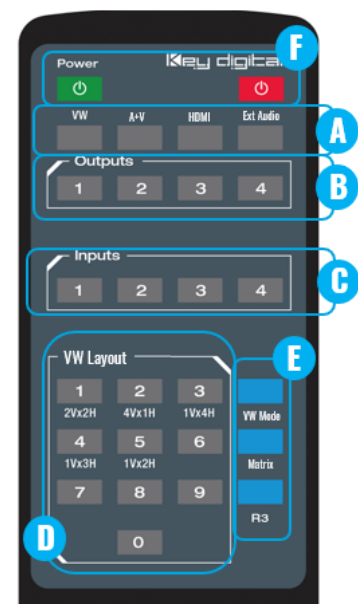 Power Key digital
F
VW A+V HDMI Ext Audio
A
Outputs
1 2 3 4
B
Inputs
1 2 3 4
C
VW Layout
E
1 2 3
2Vx2H 4Vx1H 1Vx4H VW Mode
4 5 6
1Vx3H 1Vx2H Matrix
7 8 9
R3
D
0